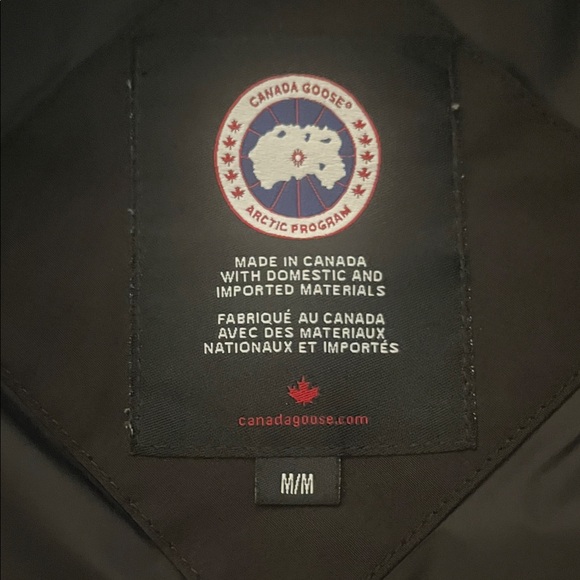 CANADA GOOSE®
ARCTIC PROGRAM
MADE IN CANADA
WITH DOMESTIC AND
IMPORTED MATERIALS
FABRIQUÉ AU CANADA
AVEC DES MATERIAUX
NATIONAUX ET IMPORTÉS
canadagoose.com
M/M